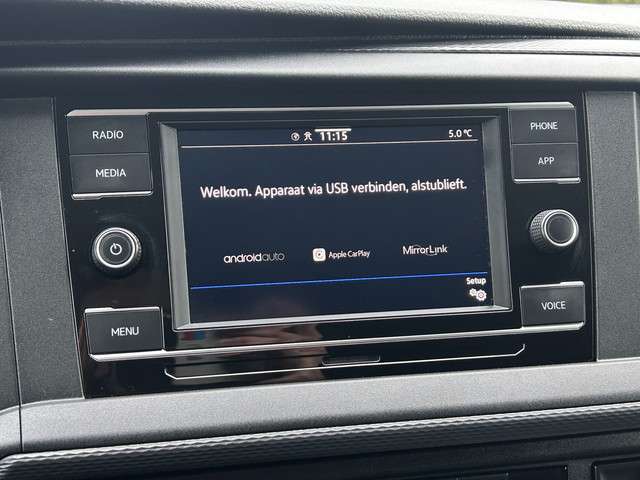 RADIO
MEDIA
MENU
11:15
5.0 °C
Welkom. Apparaat via USB verbinden, alstublieft.
androidauto
Apple CarPlay
MirrorLink
Setup
PHONE
APP
VOICE